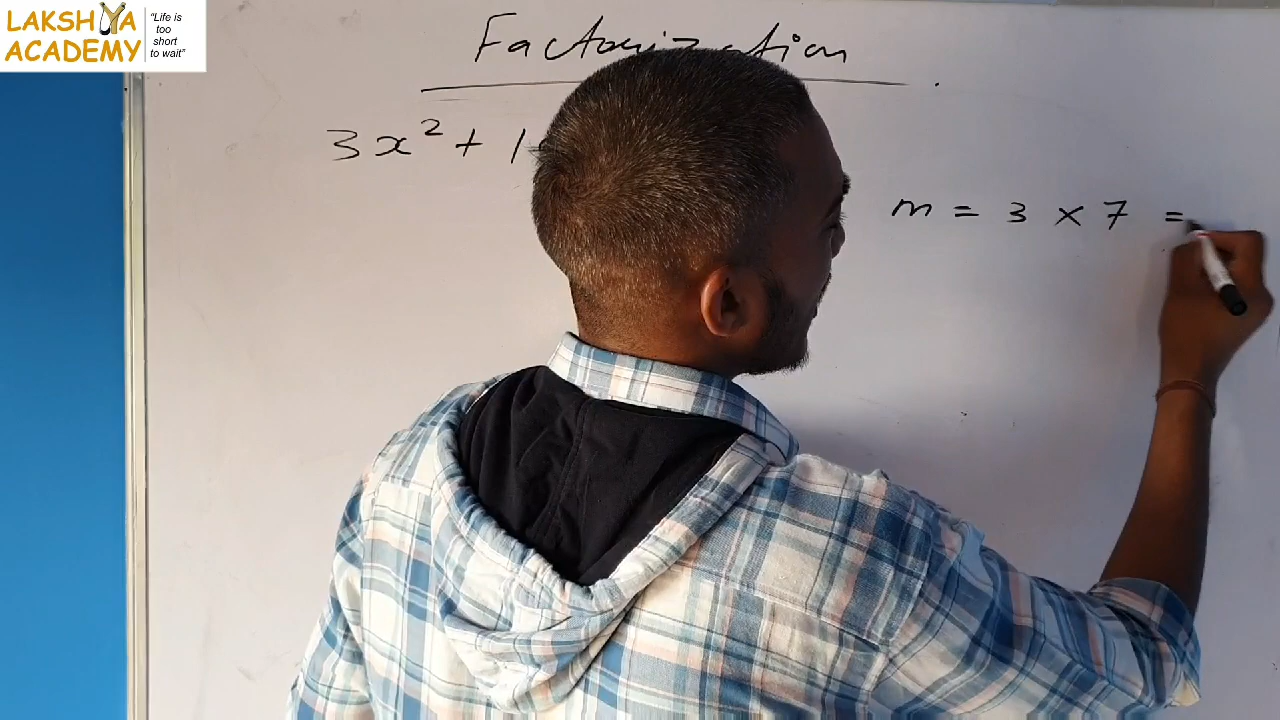 LAKSHYA
ACADEMY
"Life is
too
short
to wait"
Factorization
3x² + 1
m = 3 × 7 =